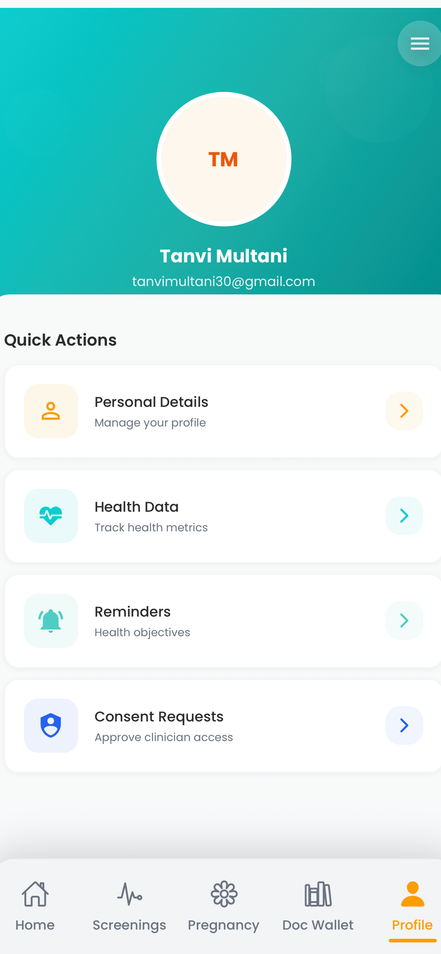 TM
Tanvi Multani
tanvimultani30@gmail.com
Quick Actions
Personal Details
Manage your profile
Health Data
Track health metrics
Reminders
Health objectives
Consent Requests
Approve clinician access
Home Screenings Pregnancy Doc Wallet Profile